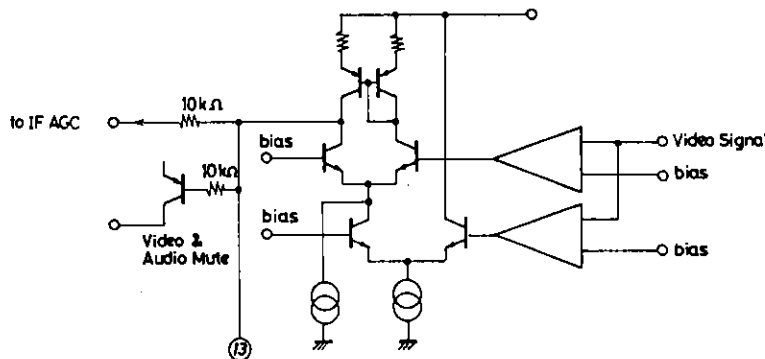 10kΩ
to IF AGC
bias
Video Signal
10kΩ
bias
bias
Video &
Audio Mute
bias
13